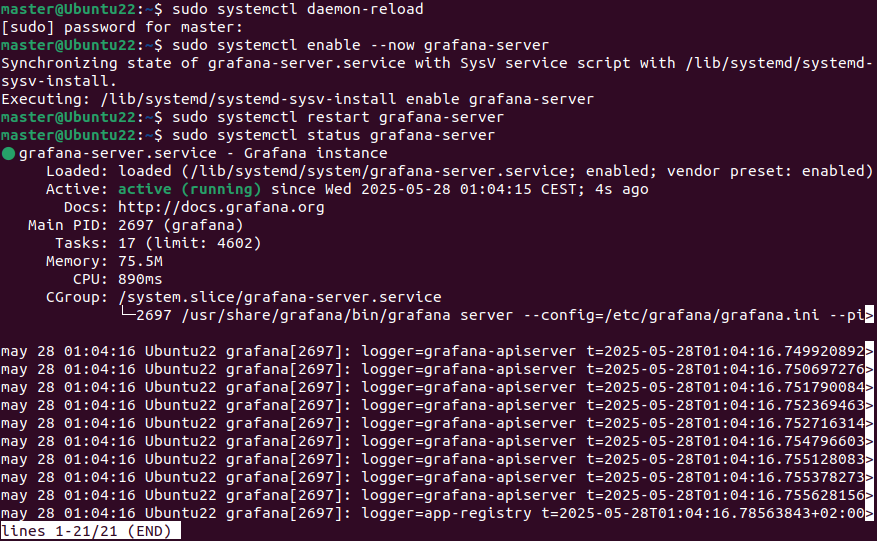 master@Ubuntu22:~$ sudo systemctl daemon-reload
[sudo] password for master:
master@Ubuntu22:~$ sudo systemctl enable --now grafana-server
Synchronizing state of grafana-server.service with SysV service script with /lib/systemd/systemd-
sysv-install.
Executing: /lib/systemd/systemd-sysv-install enable grafana-server
master@Ubuntu22:~$ sudo systemctl restart grafana-server
master@Ubuntu22:~$ sudo systemctl status grafana-server
● grafana-server.service - Grafana instance
     Loaded: loaded (/lib/systemd/system/grafana-server.service; enabled; vendor preset: enabled)
     Active: active (running) since Wed 2025-05-28 01:04:15 CEST; 4s ago
       Docs: http://docs.grafana.org
   Main PID: 2697 (grafana)
      Tasks: 17 (limit: 4602)
     Memory: 75.5M
        CPU: 890ms
     CGroup: /system.slice/grafana-server.service
             └─2697 /usr/share/grafana/bin/grafana server --config=/etc/grafana/grafana.ini --pi>
may 28 01:04:16 Ubuntu22 grafana[2697]: logger=grafana-apiserver t=2025-05-28T01:04:16.749920892>
may 28 01:04:16 Ubuntu22 grafana[2697]: logger=grafana-apiserver t=2025-05-28T01:04:16.750697276>
may 28 01:04:16 Ubuntu22 grafana[2697]: logger=grafana-apiserver t=2025-05-28T01:04:16.751790084>
may 28 01:04:16 Ubuntu22 grafana[2697]: logger=grafana-apiserver t=2025-05-28T01:04:16.752369463>
may 28 01:04:16 Ubuntu22 grafana[2697]: logger=grafana-apiserver t=2025-05-28T01:04:16.752716314>
may 28 01:04:16 Ubuntu22 grafana[2697]: logger=grafana-apiserver t=2025-05-28T01:04:16.754796603>
may 28 01:04:16 Ubuntu22 grafana[2697]: logger=grafana-apiserver t=2025-05-28T01:04:16.755128083>
may 28 01:04:16 Ubuntu22 grafana[2697]: logger=grafana-apiserver t=2025-05-28T01:04:16.755378273>
may 28 01:04:16 Ubuntu22 grafana[2697]: logger=grafana-apiserver t=2025-05-28T01:04:16.755628156>
may 28 01:04:16 Ubuntu22 grafana[2697]: logger=app-registry t=2025-05-28T01:04:16.78563843+02:00>
lines 1-21/21 (END)